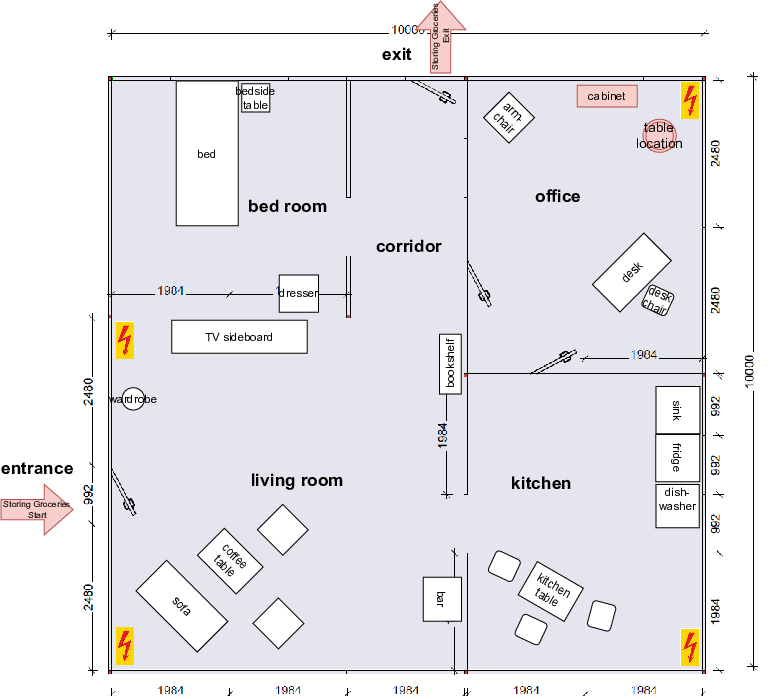 10000
Storing Groceries
Exit
exit
bedside
table
bed
arm-
chair
cabinet
table
location
2480
bed room
office
corridor
desk
desk
chair
2480
1984
dresser
TV sideboard
bookshelf
1984
10000
wardrobe
2480
sink
992
1984
fridge
992
entrance
living room
kitchen
Storing Groceries
Start
992
dish-
washer
992
coffee
table
sofa
2480
bar
kitchen
table
1984
1984
1984
1984
1984
1984